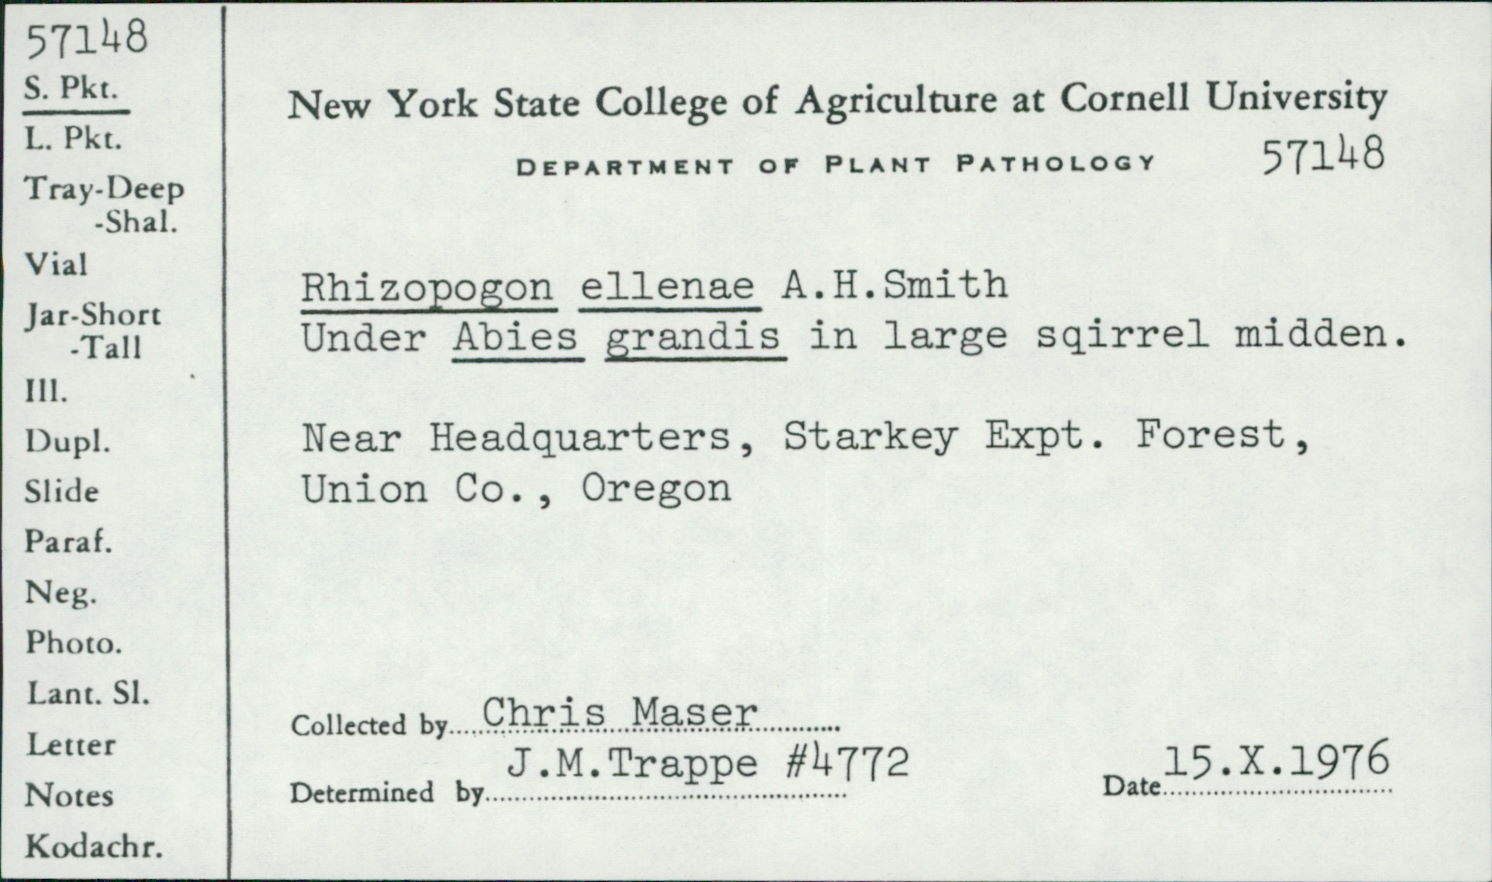 57148
S. Pkt.
L. Pkt.
Tray-Deep
-Shal.
Vial
Jar-Short
-Tall
Ill.
Dupl.
Slide
Paraf.
Neg.
Photo.
Lant. Sl.
Letter
Notes
Kodachr.
New York State College of Agriculture at Cornell University
DEPARTMENT OF PLANT PATHOLOGY 57148
Rhizopogon ellenae A.H.Smith
Under Abies grandis in large sqirrel midden.
Near Headquarters, Starkey Expt. Forest,
Union Co., Oregon
Collected by Chris Maser
J.M.Trappe #4772
Determined by
Date 15.X.1976